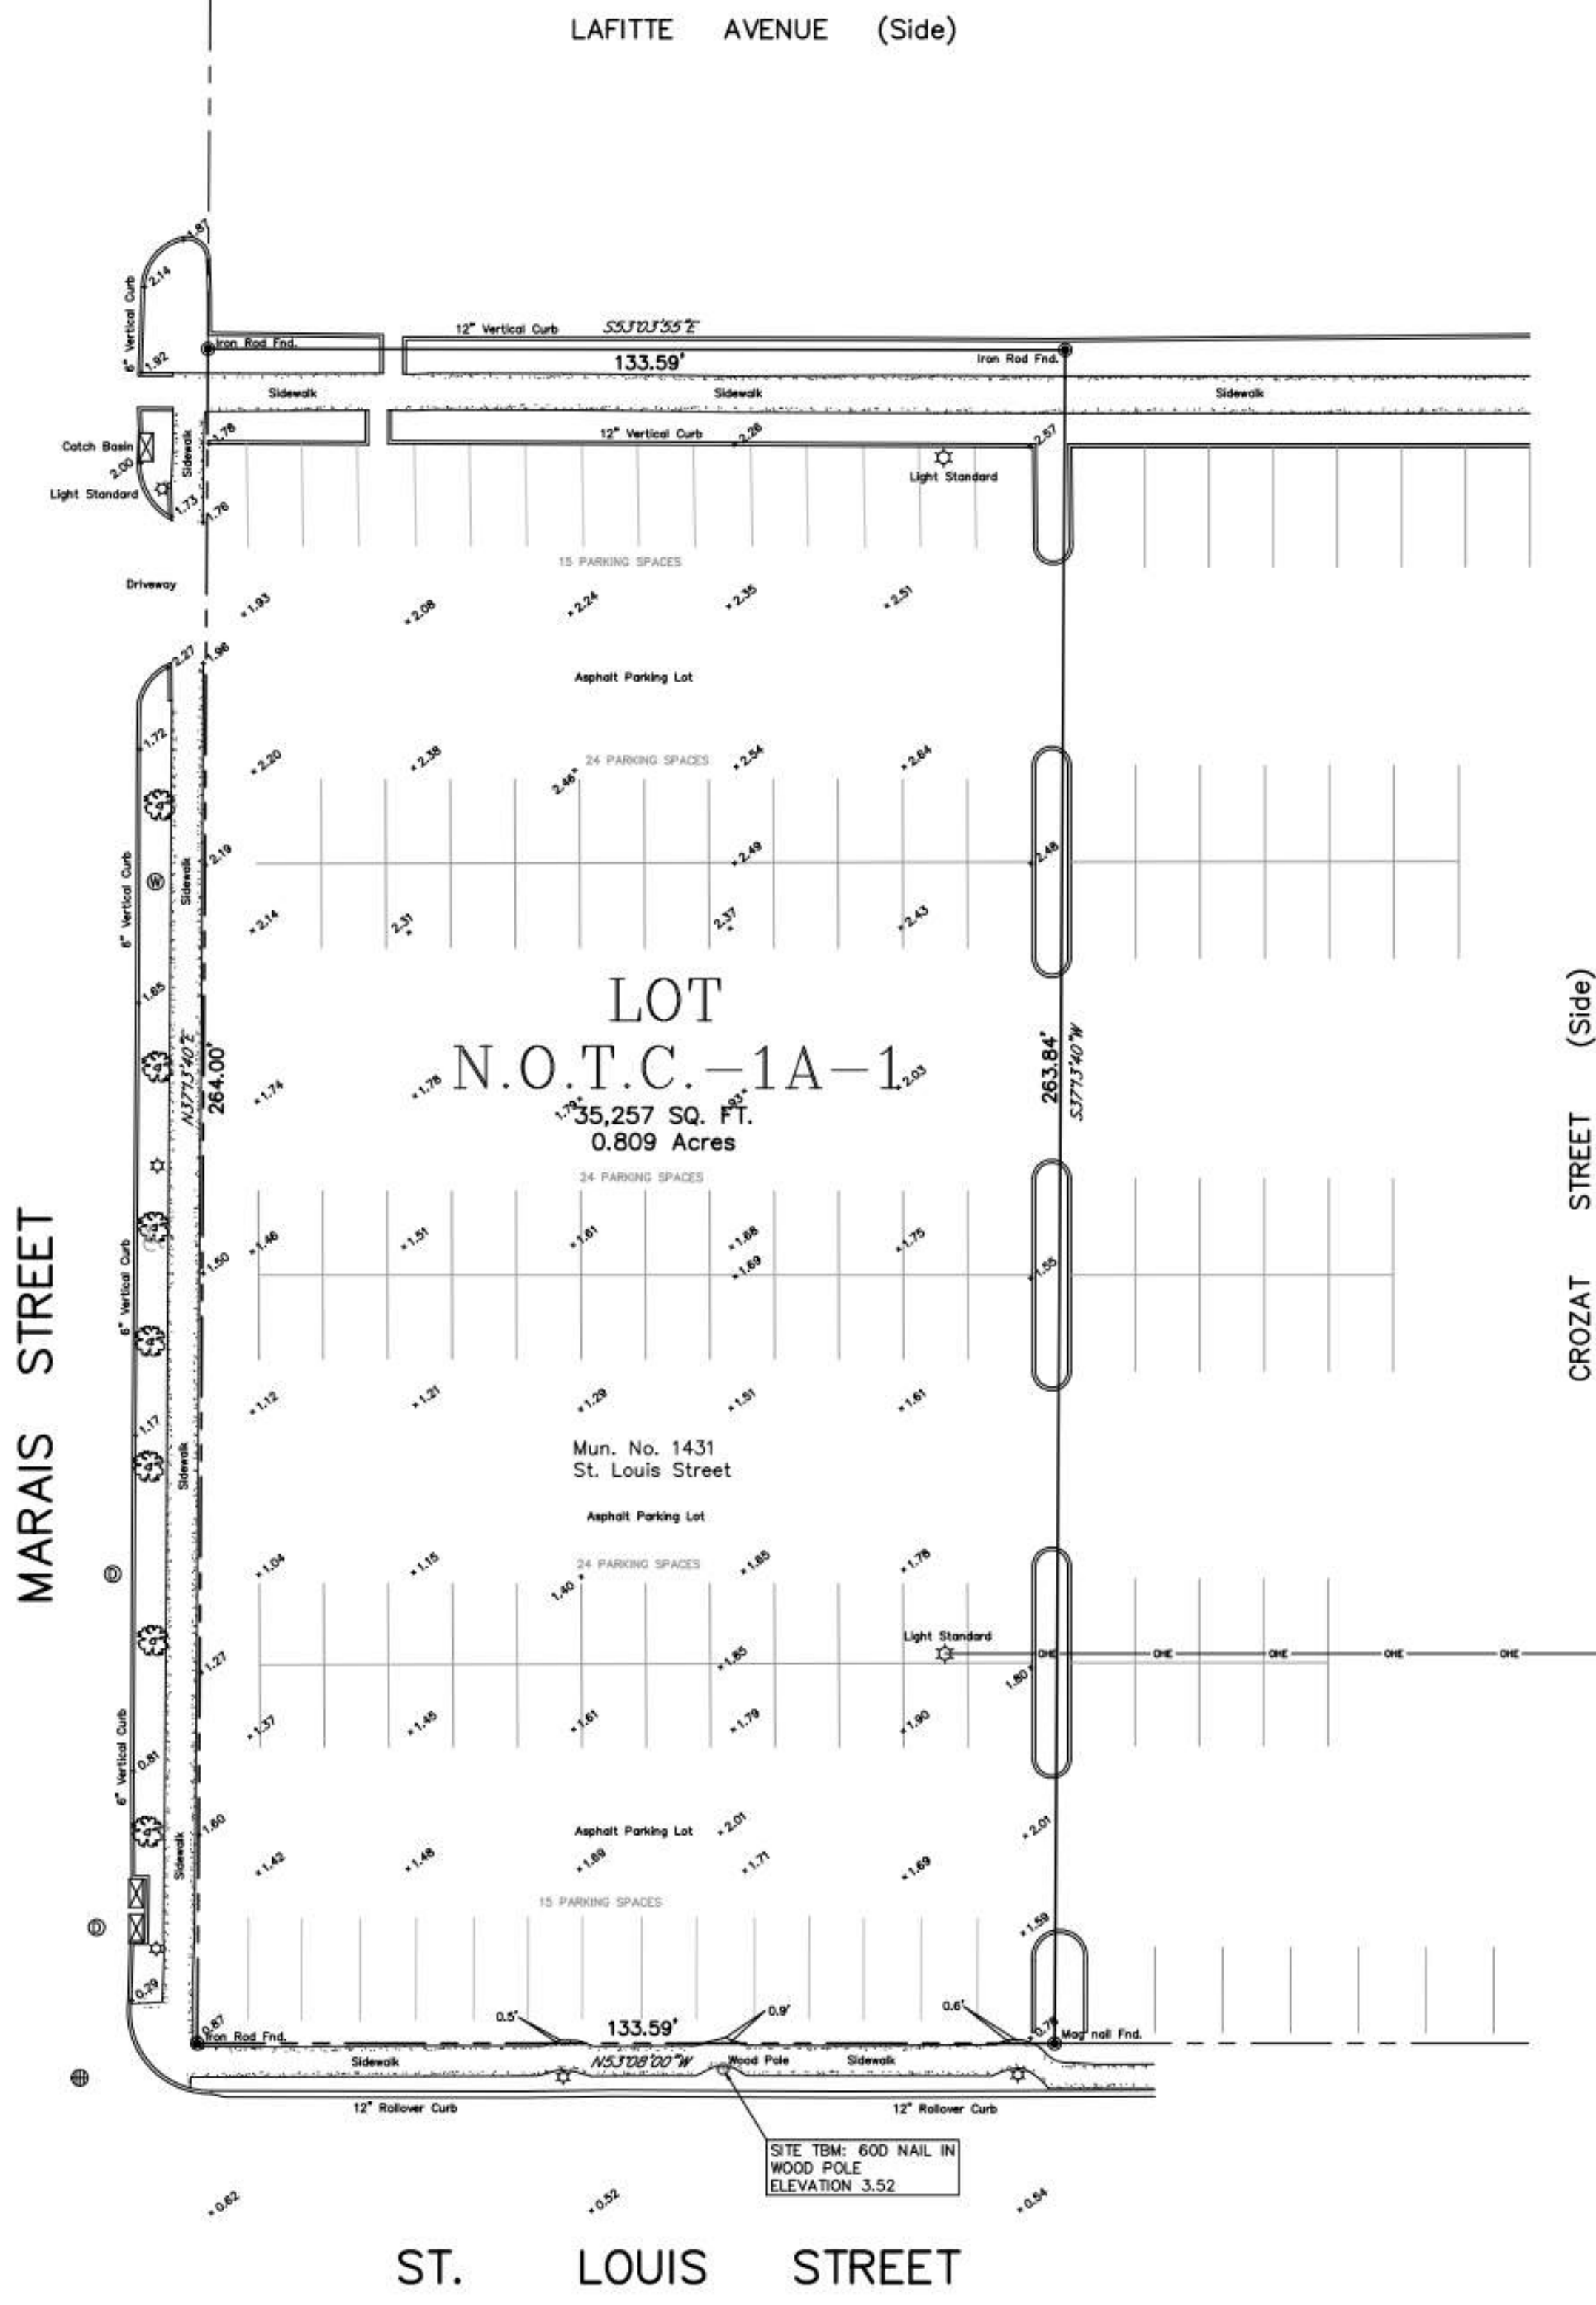 LAFITTE AVENUE (Side)
1.87
2.14
6" Vertical Curb
1.92
12" Vertical Curb S53°03'55"E
Iron Rod Fnd.
133.59'
Iron Rod Fnd.
Sidewalk
Sidewalk
Sidewalk
1.78
12" Vertical Curb
2.26
2.57
Catch Basin
Sidewalk
2.00
Light Standard
Light Standard
1.73
1.76
15 PARKING SPACES
Driveway
1.93
2.08
2.24
2.35
2.51
2.27
1.96
Asphalt Parking Lot
1.72
2.20
2.38
2.46
24 PARKING SPACES
2.54
2.64
2.19
2.49
2.48
6" Vertical Curb
W
Sidewalk
2.14
2.31
2.37
2.43
1.65
LOT
N.O.T.C.-1A-1
35,257 SQ. FT.
0.809 Acres
N37°13'40"E
264.00'
263.84'
S37°13'40"W
1.74
1.78
1.79
2.03
24 PARKING SPACES
CROZAT STREET (Side)
MARAIS STREET
6" Vertical Curb
1.50
1.46
1.51
1.61
1.68
1.69
1.75
1.55
1.12
1.21
1.29
1.51
1.61
1.17
Sidewalk
Mun. No. 1431
St. Louis Street
Asphalt Parking Lot
D
1.04
1.15
1.40
24 PARKING SPACES
1.65
1.78
Light Standard
OHE OHE OHE OHE OHE
1.27
1.65
1.80
6" Vertical Curb
0.81
1.37
1.45
1.61
1.79
1.90
1.60
Sidewalk
Asphalt Parking Lot
2.01
2.01
1.42
1.48
1.69
1.71
1.69
15 PARKING SPACES
D
1.59
0.29
0.87
Iron Rod Fnd.
0.5'
133.59'
0.9'
0.6'
0.76
Mag nail Fnd.
Sidewalk
N53°08'00"W
Wood Pole
Sidewalk
12" Rollover Curb
12" Rollover Curb
SITE TBM: 60D NAIL IN
WOOD POLE
ELEVATION 3.52
0.62
0.52
0.54
ST. LOUIS STREET